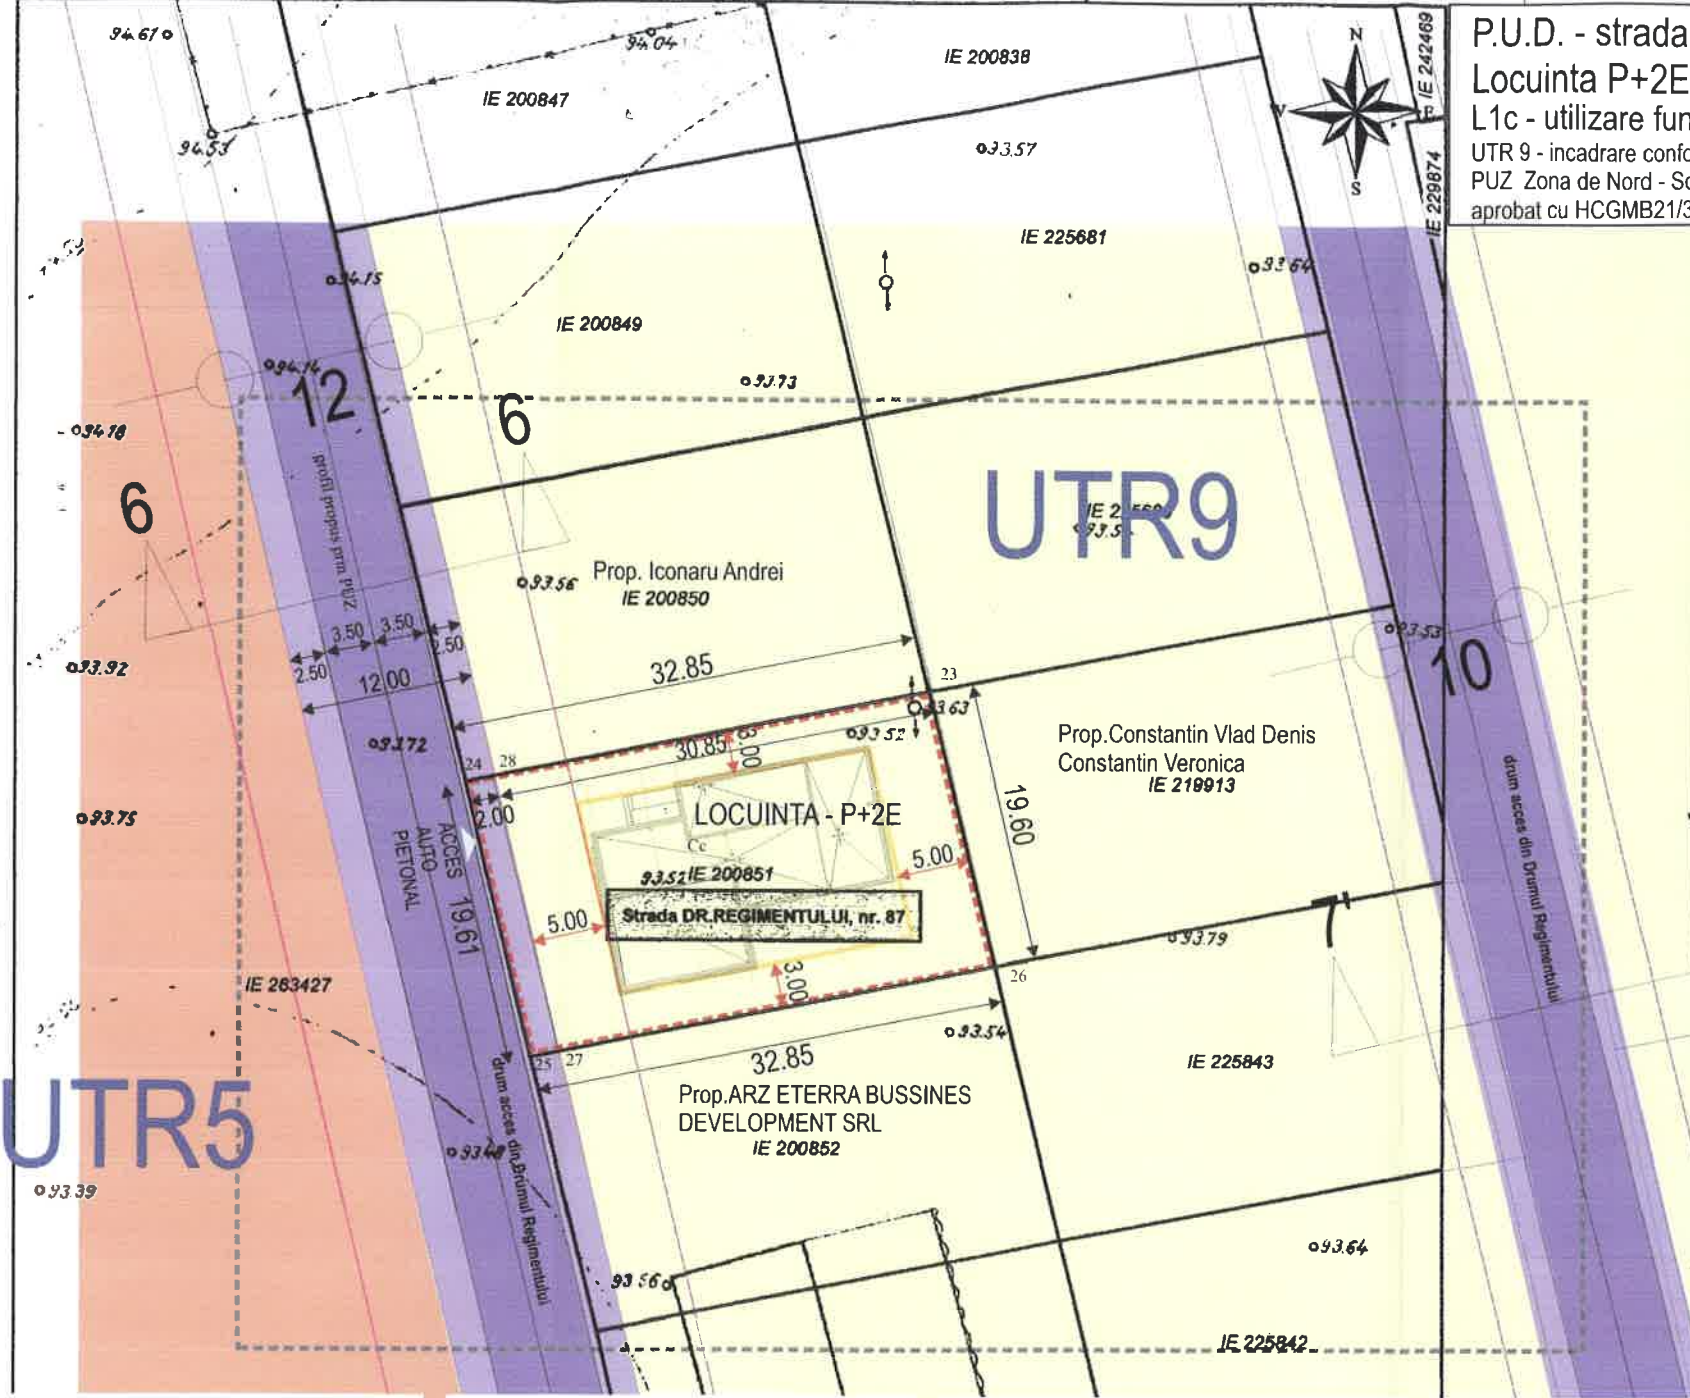 P.U.D. - strada
Locuinta P+2E
L1c - utilizare fun
UTR 9 - incadrare confo
PUZ Zona de Nord - So
aprobat cu HCGMB21/3
IE 242469
IE 229874
N
S
94.61
94.04
94.53
IE 200847
IE 200838
93.57
IE 225681
94.15
93.64
IE 200849
94.14
93.73
12
6
94.18
6
profil propus prin PUZ
UTR9
Prop. Iconaru Andrei
IE 200850
93.56
93.53
3.50
3.50
2.50
2.50
12.00
93.92
32.85
23
10
93.63
93.52
93.72
30.85
3.00
24
28
2.00
Prop.Constantin Vlad Denis
Constantin Veronica
IE 219913
19.60
LOCUINTA - P+2E
Cc
93.75
ACCES
AUTO
PIETONAL
19.61
93.52 IE 200851
5.00
Strada DR.REGIMENTULUI, nr. 87
5.00
drum acces din Drumul Regimentului
7'
93.79
IE 263427
3.00
26
93.54
25
27
32.85
IE 225843
Prop.ARZ ETERRA BUSSINES
DEVELOPMENT SRL
IE 200852
UTR5
93.48
drum acces din Drumul Regimentului
93.39
93.56
93.64
IE 225842